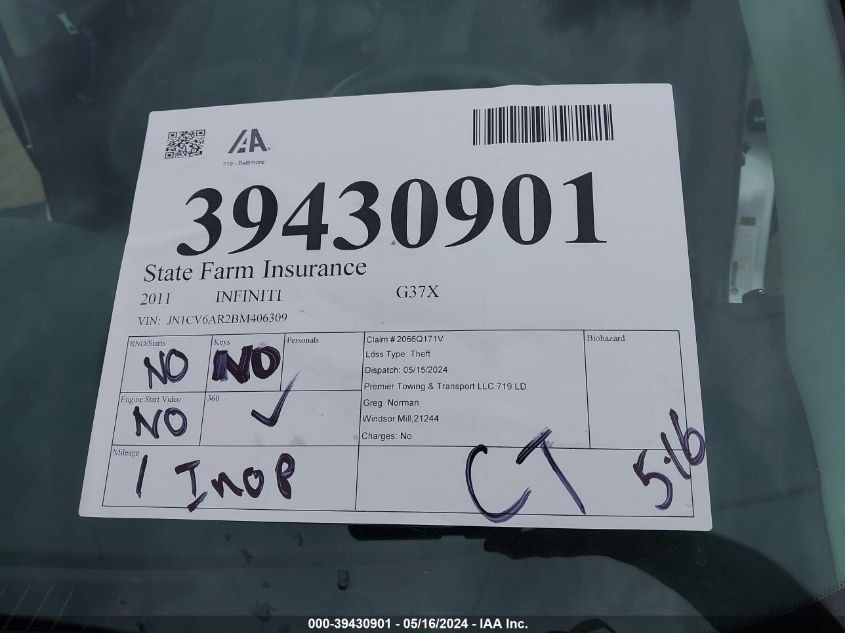 IAA
719 - Baltimore
39430901
State Farm Insurance
2011 INFINITI G37X
VIN: JN1CV6AR2BM406309
RND/Starts NO
Keys NO
Personals
Claim # 2066Q171V
Loss Type: Theft
Dispatch: 05/15/2024
Premier Towing & Transport LLC 719 LD
Greg Norman
Windsor Mill,21244
Charges: No
Biohazard
Engine Start Video NO
360 ✓
Mileage
1 INOP
CT 5.16
000-39430901 - 05/16/2024 - IAA Inc.